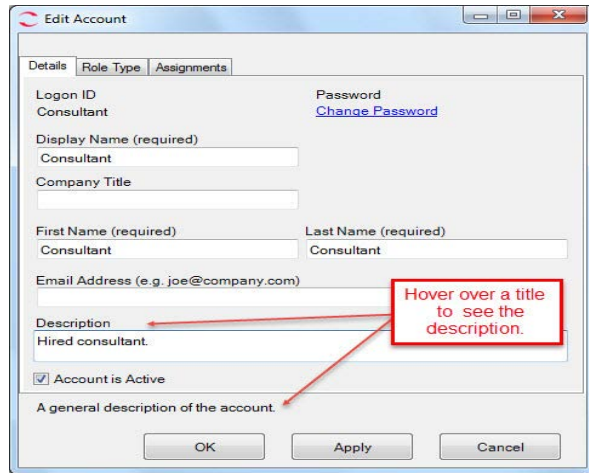 Edit Account
Details Role Type Assignments
Logon ID Password
Consultant Change Password
Display Name (required)
Consultant
Company Title
First Name (required) Last Name (required)
Consultant Consultant
Email Address (e.g. joe@company.com)
Hover over a title
to see the
description.
Description
Hired consultant.
Account is Active
A general description of the account.
OK Apply Cancel